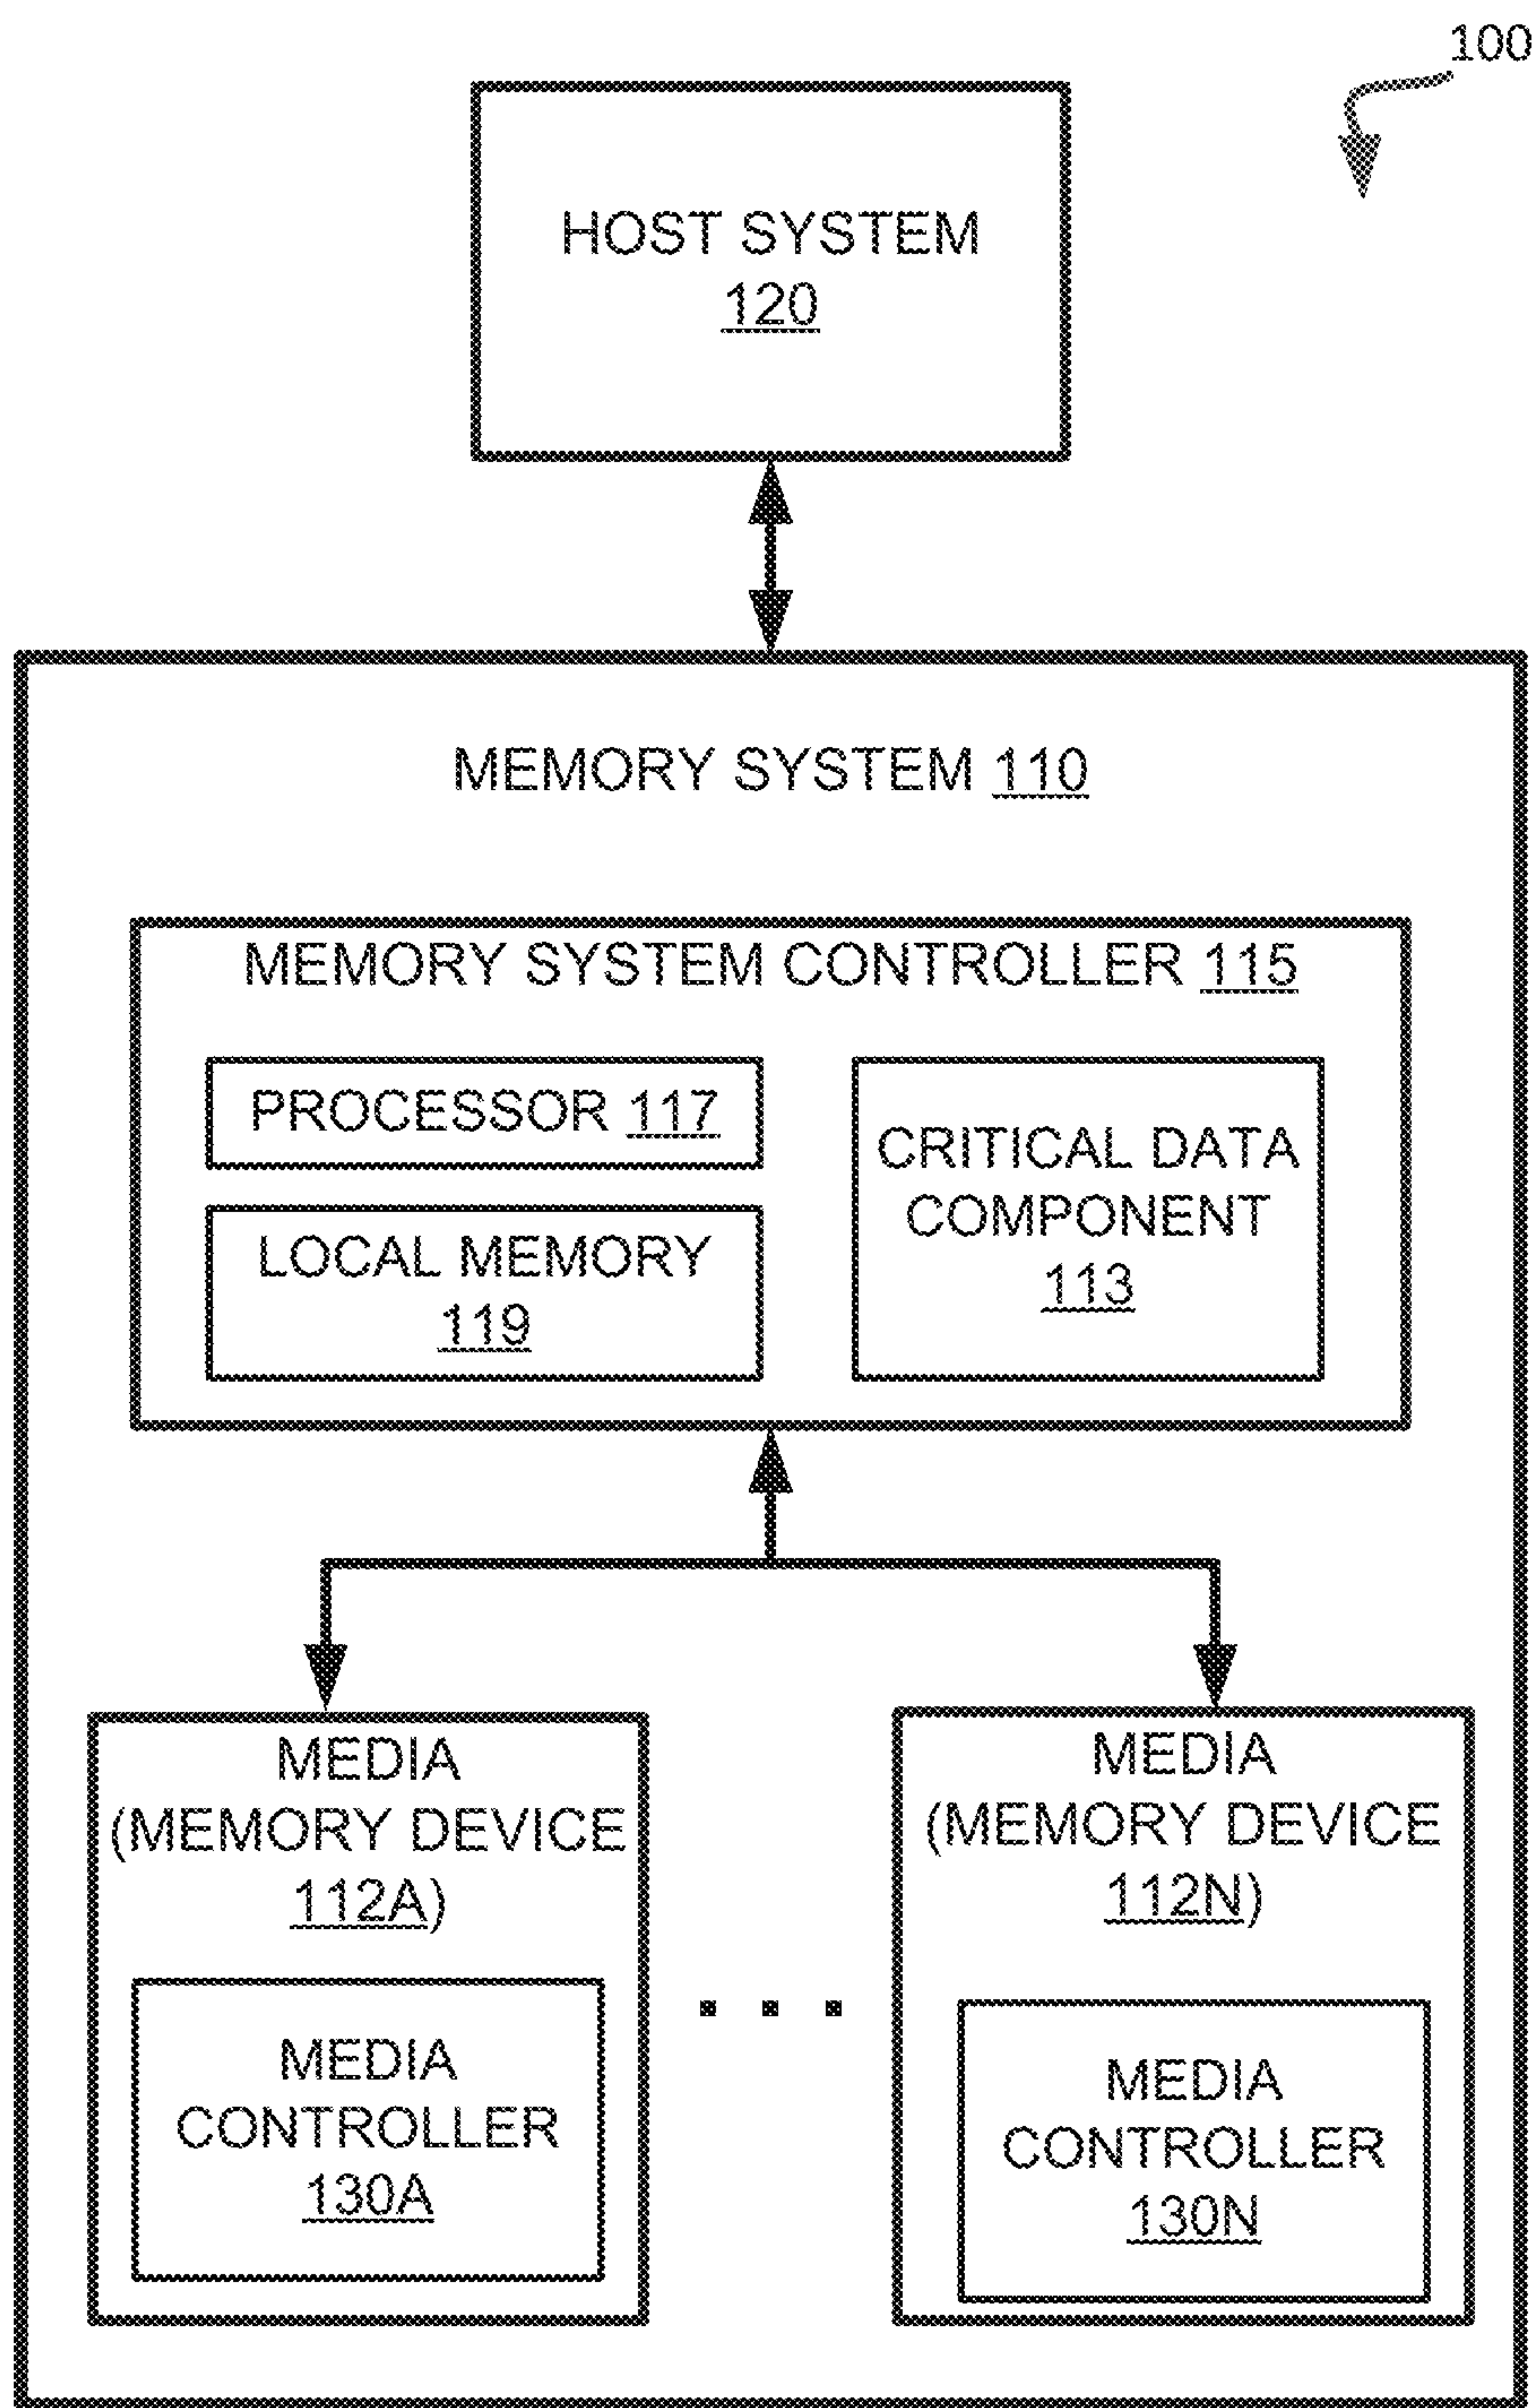 100
HOST SYSTEM
120
MEMORY SYSTEM 110
MEMORY SYSTEM CONTROLLER 115
PROCESSOR 117
LOCAL MEMORY
119
CRITICAL DATA
COMPONENT
113
MEDIA
(MEMORY DEVICE
112A)
MEDIA
CONTROLLER
130A
. . .
MEDIA
(MEMORY DEVICE
112N)
MEDIA
CONTROLLER
130N